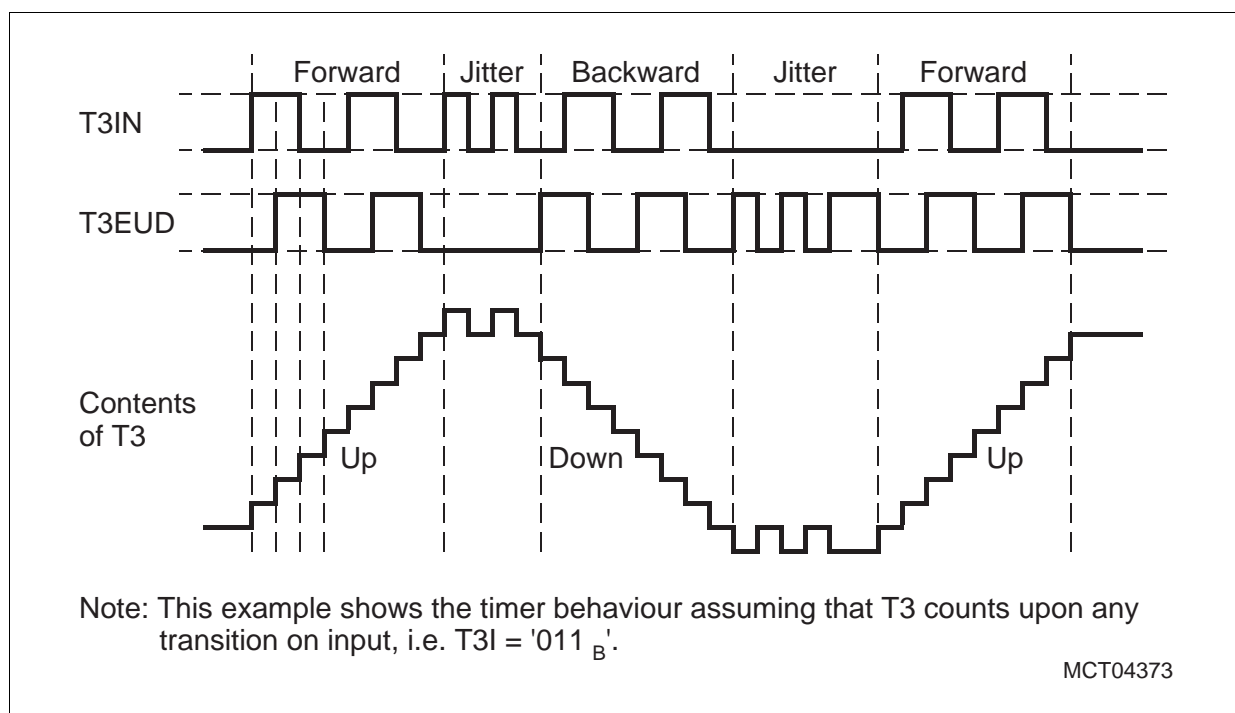 Forward Jitter Backward Jitter Forward
T3IN
T3EUD
Contents
of T3
Up Down Up
Note: This example shows the timer behaviour assuming that T3 counts upon any
transition on input, i.e. T3I = '011 B'.
MCT04373